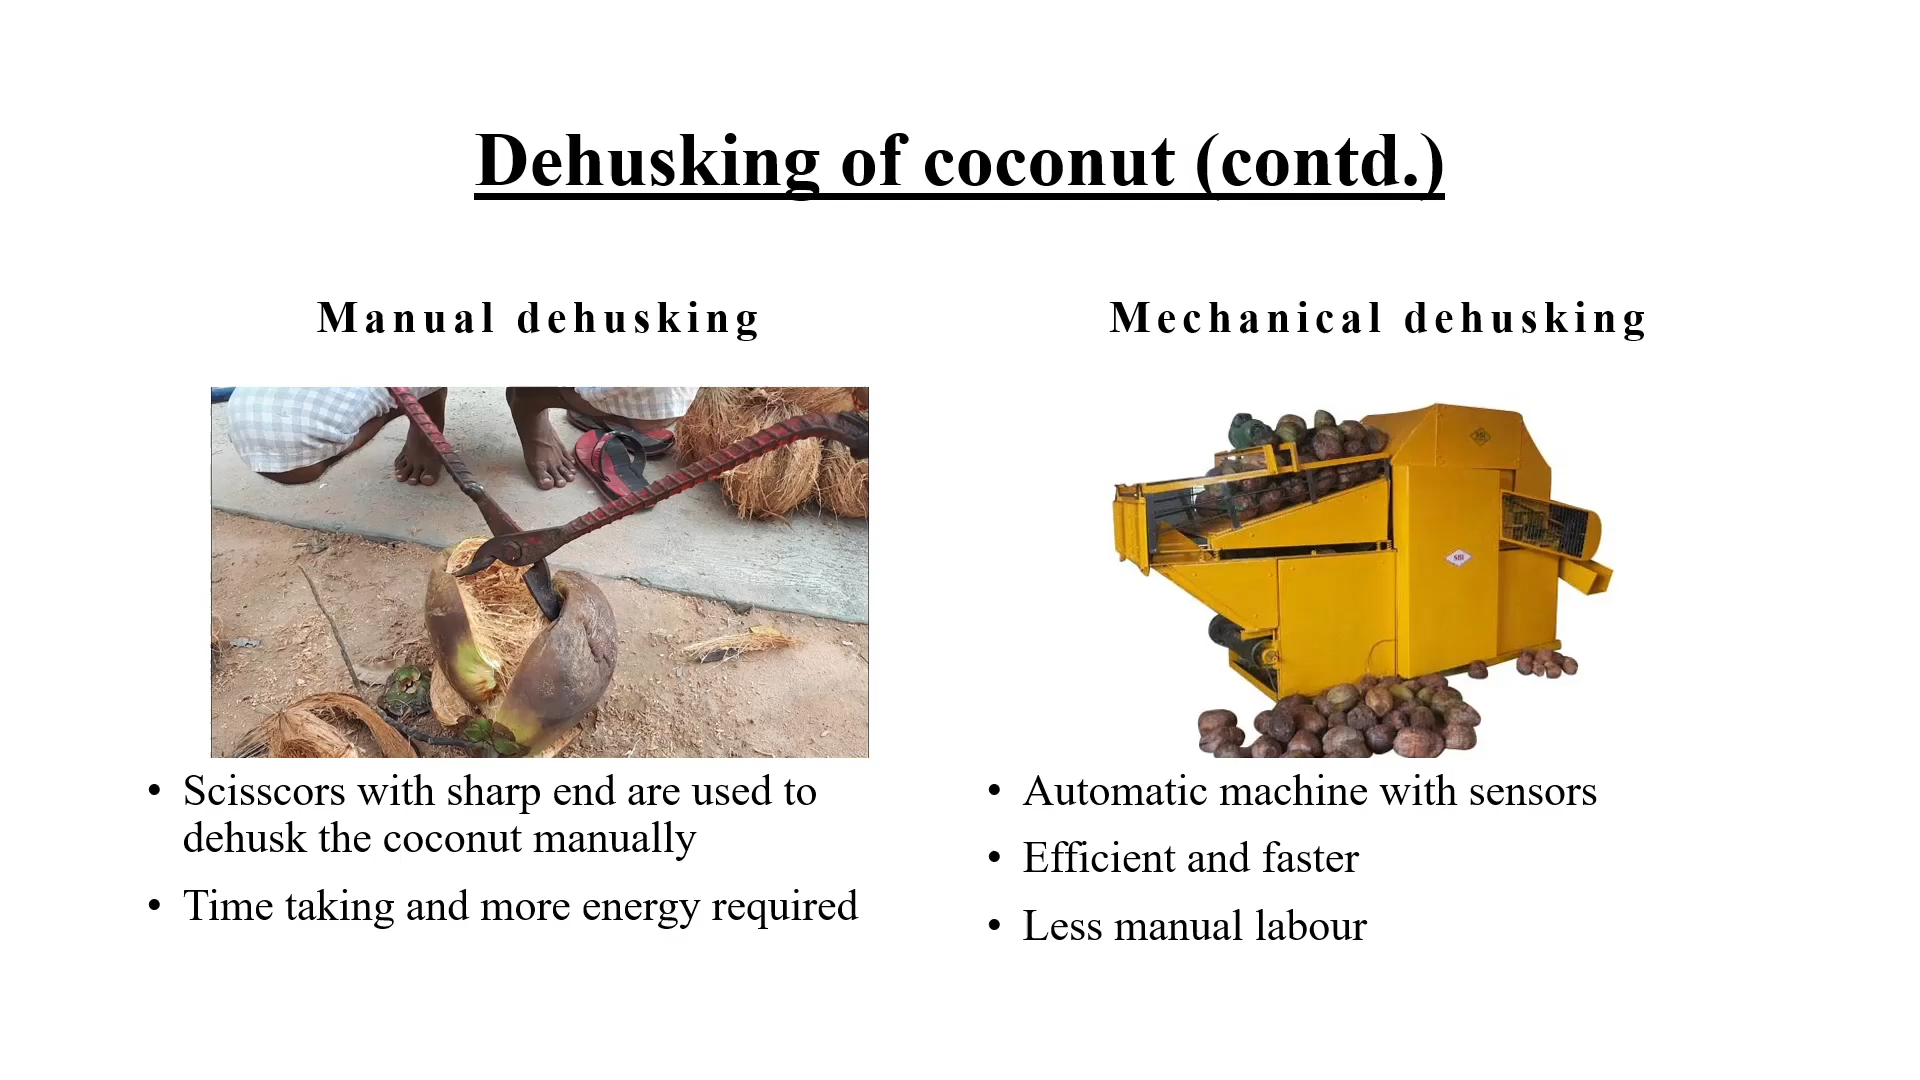 Dehusking of coconut (contd.)
Manual dehusking
Scisscors with sharp end are used to
dehusk the coconut manually
Time taking and more energy required
Mechanical dehusking
SBI
Automatic machine with sensors
Efficient and faster
Less manual labour